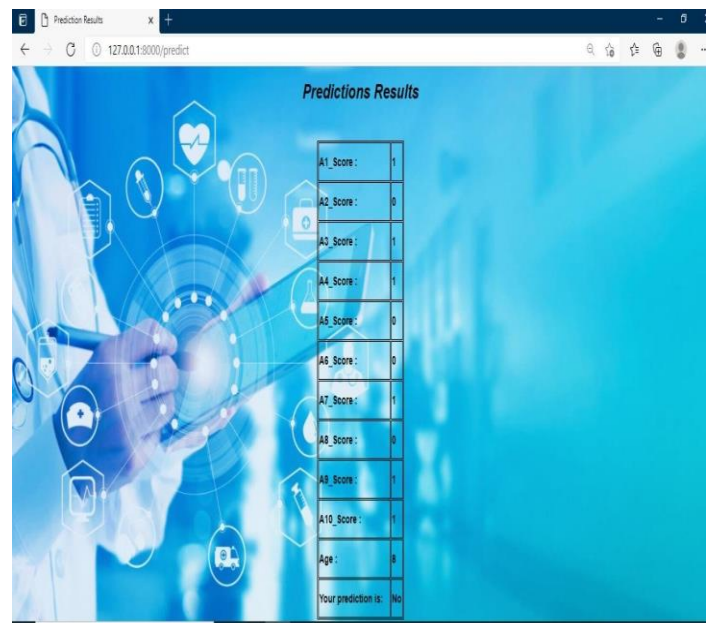 Prediction Results
127.0.0.1:8000/predict
Predictions Results
A1_Score : 1
A2_Score : 0
A3_Score : 1
A4_Score : 1
A5_Score : 0
A6_Score : 0
A7_Score : 1
A8_Score : 0
A9_Score : 1
A10_Score : 1
Age : 8
Your prediction is: No